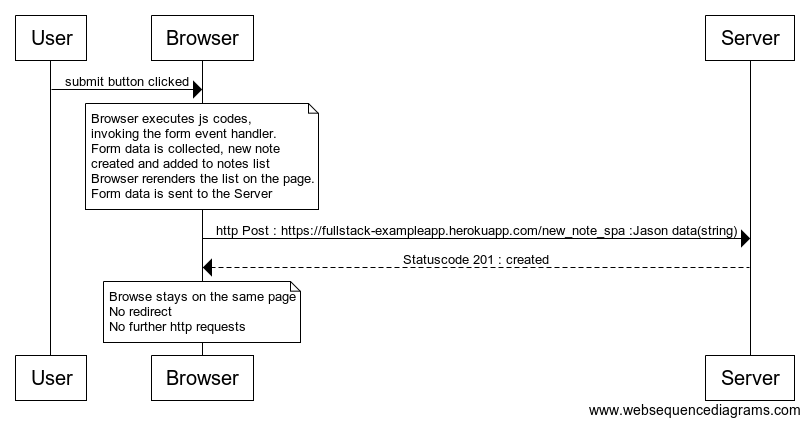 User
Browser
Server
submit button clicked
Browser executes js codes,
invoking the form event handler.
Form data is collected, new note
created and added to notes list
Browser rerenders the list on the page.
Form data is sent to the Server
http Post : https://fullstack-exampleapp.herokuapp.com/new_note_spa :Jason data(string)
Statuscode 201 : created
Browse stays on the same page
No redirect
No further http requests
User
Browser
Server
www.websequencediagrams.com